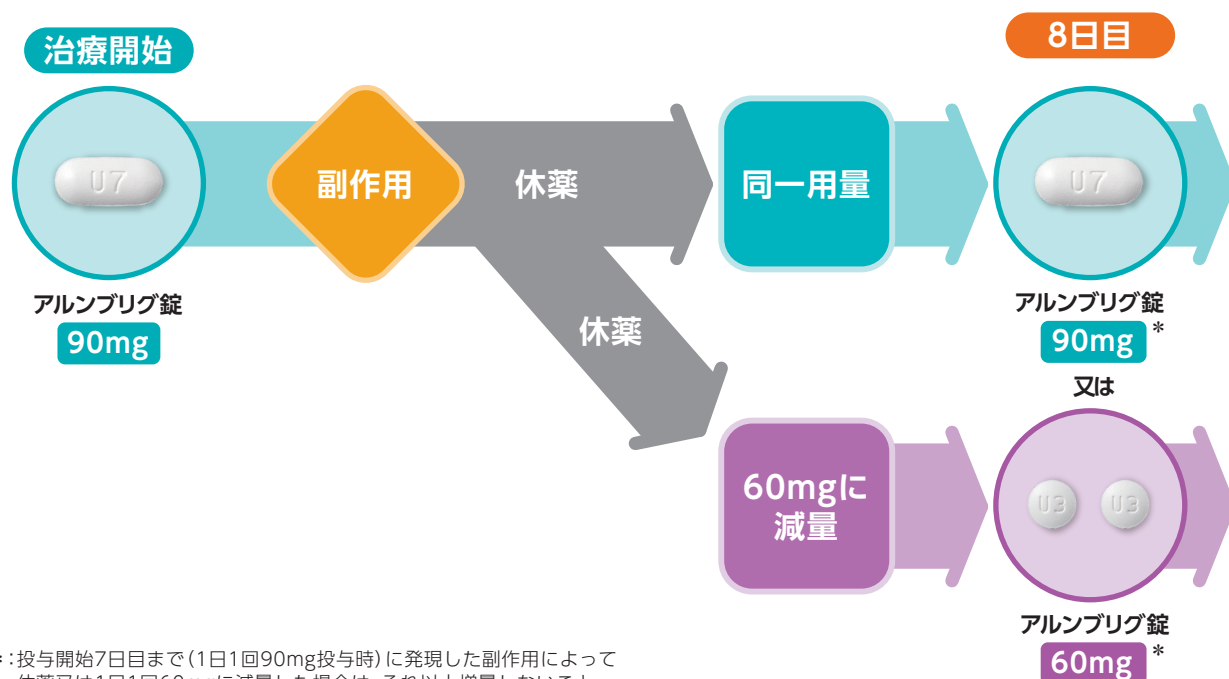 治療開始
8日目
U7
副作用
休薬
同一用量
U7
アルンブリグ錠
90mg
アルンブリグ錠
90mg *
又は
休薬
60mgに
減量
U3 U3
アルンブリグ錠
60mg *
:投与開始7日目まで(1日1回90mg投与時)に発現した副作用によって